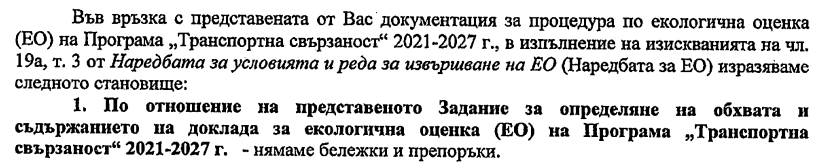 Във връзка с представената от Вас документация за процедура по екологична оценка
(ЕО) на Програма „Транспортна свързаност“ 2021-2027 г., в изпълнение на изискванията на чл.
19а, т. 3 от Наредбата за условията и реда за извършване на ЕО (Наредбата за ЕО) изразяваме
следното становище:
1. По отношение на представеното Задание за определяне на обхвата и
съдържанието на доклада за екологична оценка (ЕО) на Програма „Транспортна
свързаност“ 2021-2027 г. - нямаме бележки и препоръки.